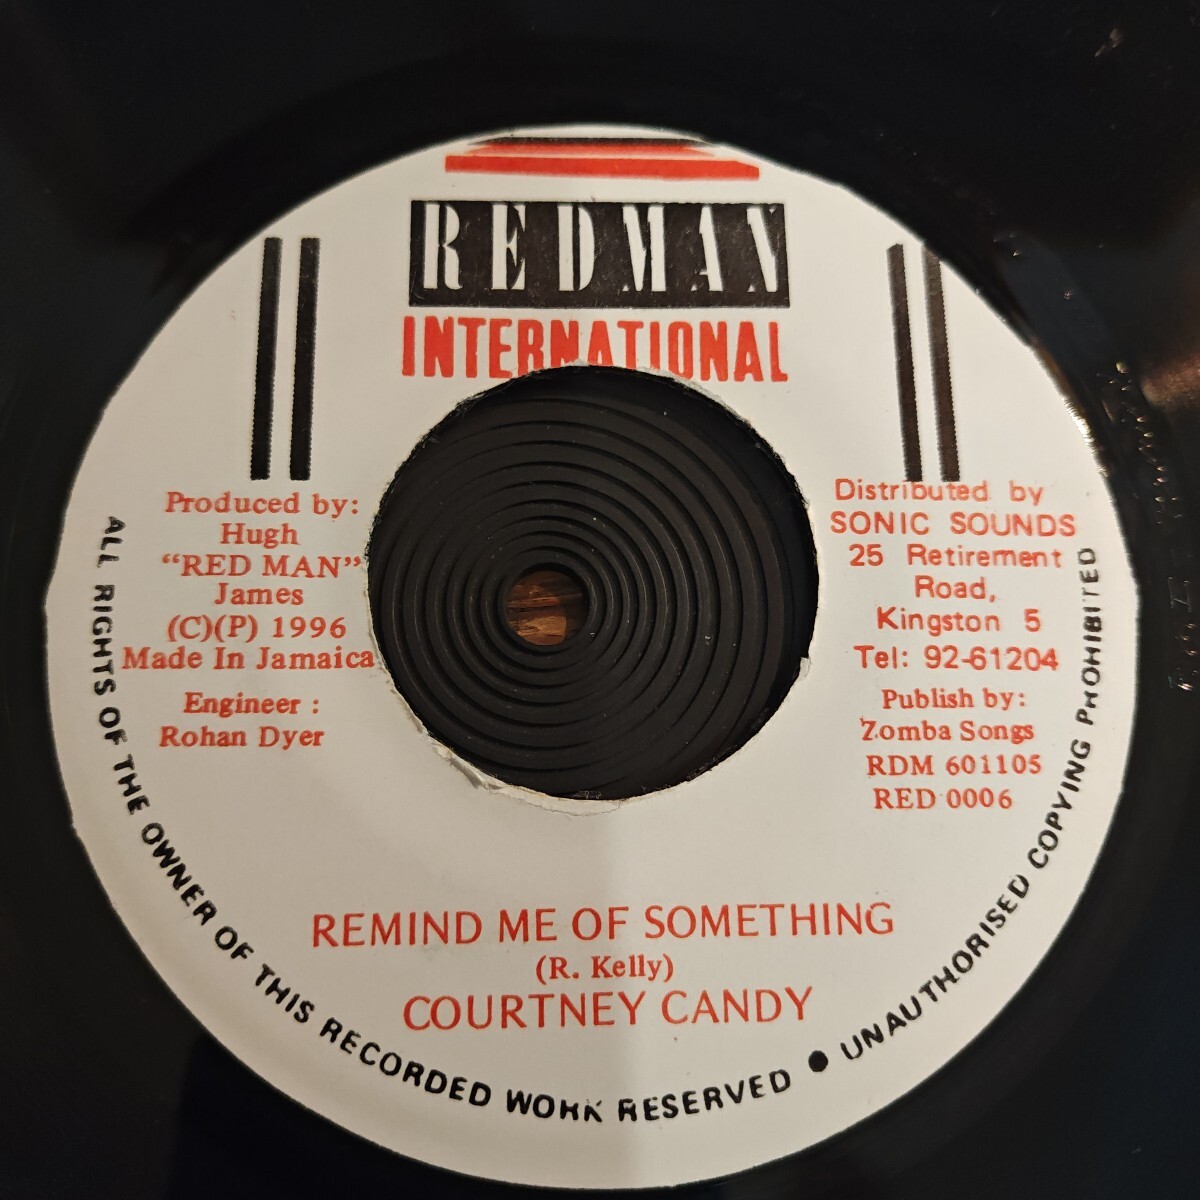 REDMAN
INTERNATIONAL
Produced by:
Hugh
"RED MAN"
James
(C)(P) 1996
Made In Jamaica
Engineer :
Rohan Dyer
Distributed by
SONIC SOUNDS
25 Retirement
Road,
Kingston 5
Tel: 92-61204
Publish by:
Zomba Songs
RDM 601105
RED 0006
REMIND ME OF SOMETHING
(R. Kelly)
COURTNEY CANDY
ALL RIGHTS OF THE OWNER OF THIS RECORDED WORK RESERVED ● UNAUTHORISED COPYING PROHIBITED